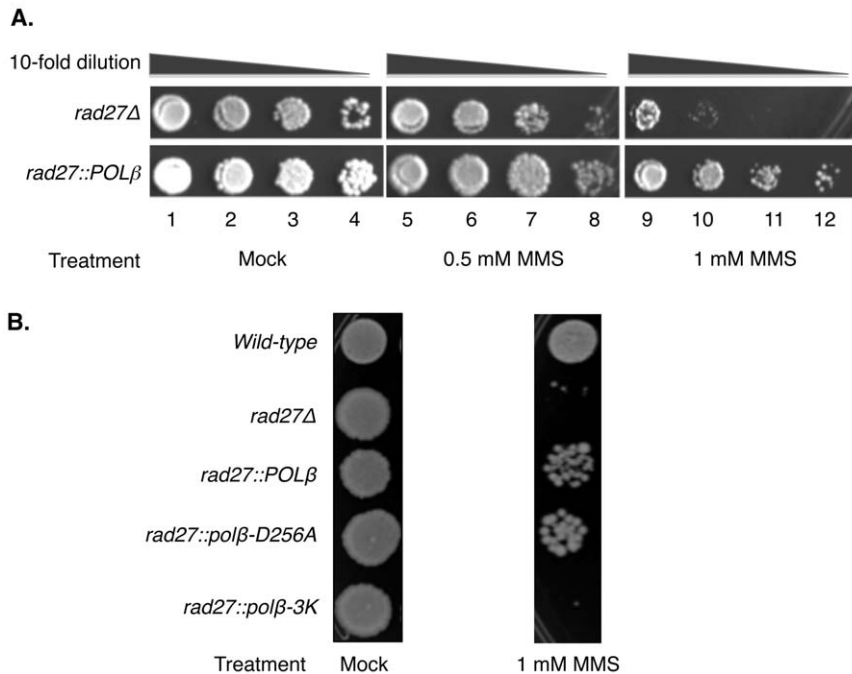 A.
10-fold dilution
rad27Δ
rad27::POLβ
1 2 3 4 5 6 7 8 9 10 11 12
Treatment Mock 0.5 mM MMS 1 mM MMS
B.
Wild-type
rad27Δ
rad27::POLβ
rad27::polβ-D256A
rad27::polβ-3K
Treatment Mock 1 mM MMS